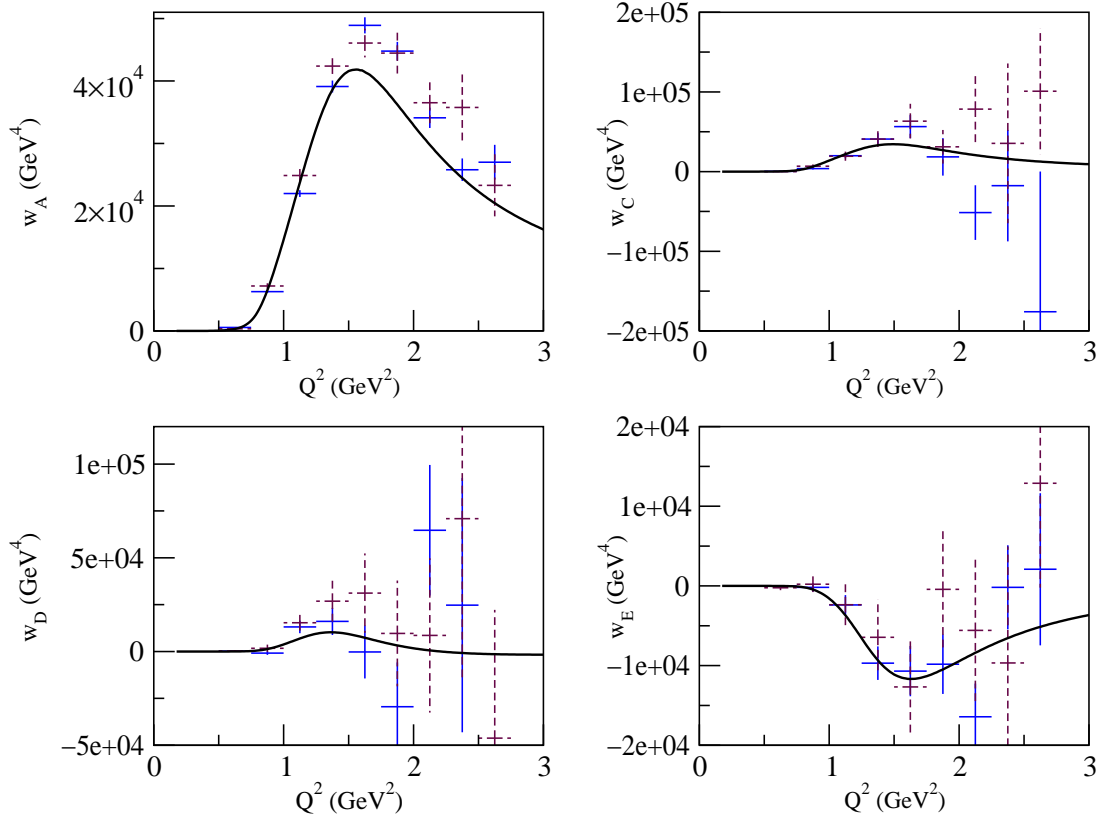 4×10^4
2×10^4
0
w_A (GeV^4)
0 1 2 3
Q^2 (GeV^2)
2e+05
1e+05
0
−1e+05
−2e+05
w_C (GeV^4)
0 1 2 3
Q^2 (GeV^2)
1e+05
5e+04
0
−5e+04
w_D (GeV^4)
0 1 2 3
Q^2 (GeV^2)
2e+04
1e+04
0
−1e+04
−2e+04
w_E (GeV^4)
0 1 2 3
Q^2 (GeV^2)